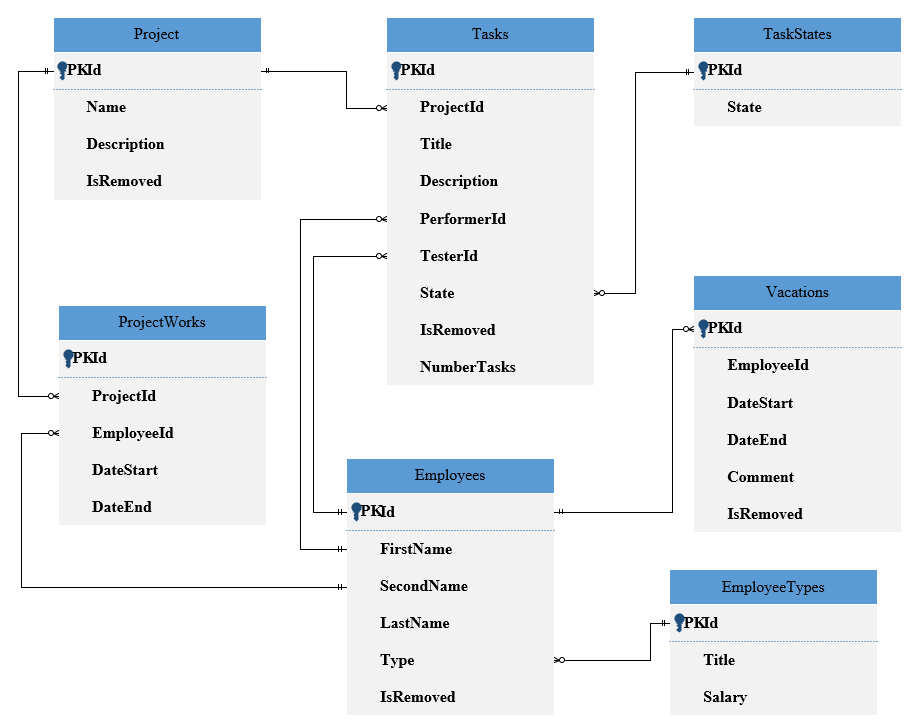 Project
PKId
Name
Description
IsRemoved
Tasks
PKId
ProjectId
Title
Description
PerformerId
TesterId
State
IsRemoved
NumberTasks
TaskStates
PKId
State
ProjectWorks
PKId
ProjectId
EmployeeId
DateStart
DateEnd
Vacations
PKId
EmployeeId
DateStart
DateEnd
Comment
IsRemoved
Employees
PKId
FirstName
SecondName
LastName
Type
IsRemoved
EmployeeTypes
PKId
Title
Salary